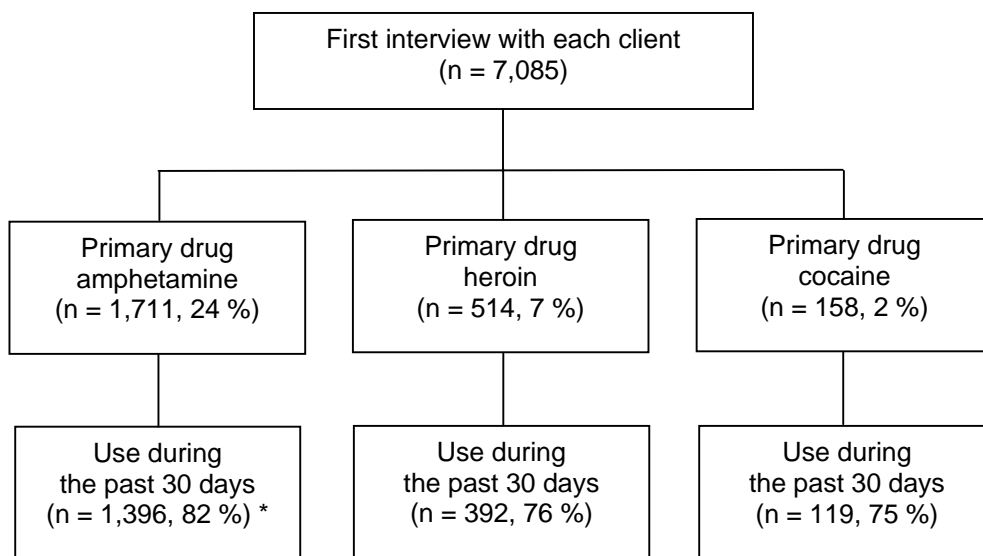 First interview with each client
(n = 7,085)
Primary drug
amphetamine
(n = 1,711, 24 %)
Primary drug
heroin
(n = 514, 7 %)
Primary drug
cocaine
(n = 158, 2 %)
Use during
the past 30 days
(n = 1,396, 82 %) *
Use during
the past 30 days
(n = 392, 76 %)
Use during
the past 30 days
(n = 119, 75 %)